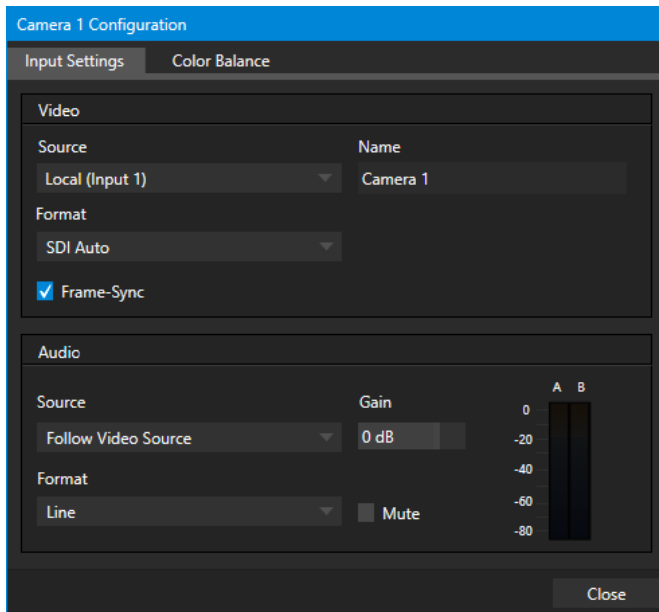 Camera 1 Configuration
Input Settings Color Balance
Video
Source Name
Local (Input 1) Camera 1
Format
SDI Auto
Frame-Sync
Audio
A B
Source Gain
0
Follow Video Source 0 dB
-20
-40
Format
-60
Line Mute
-80
Close